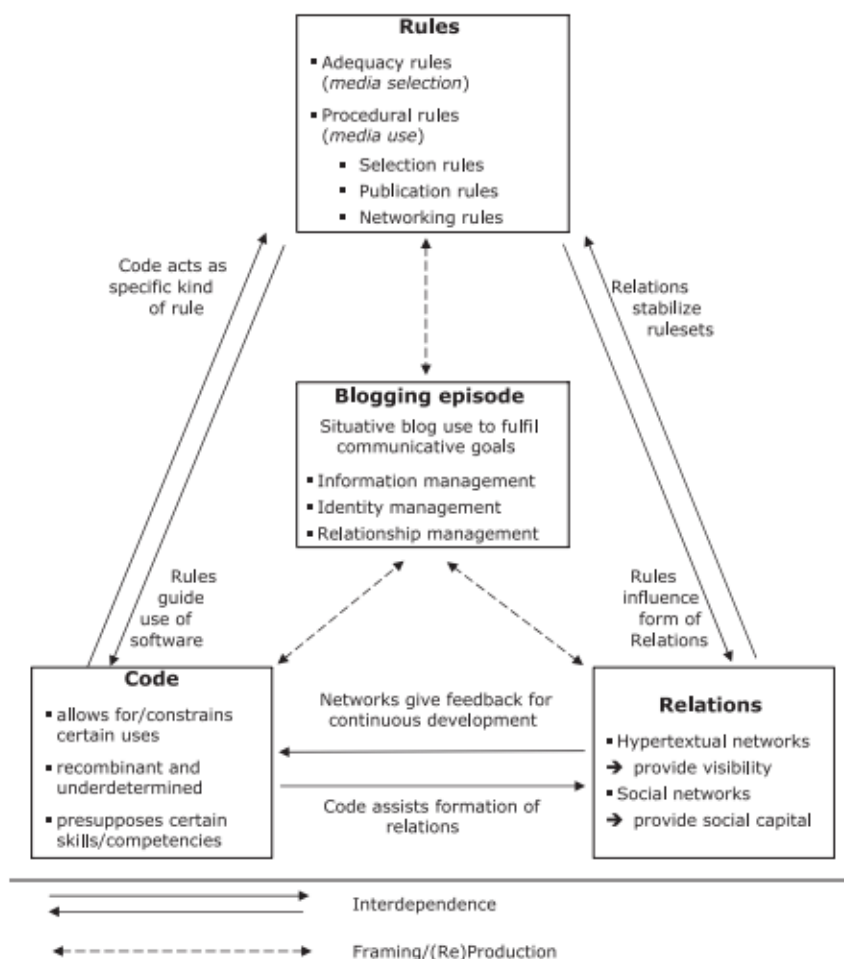 Rules
▪ Adequacy rules
(media selection)
▪ Procedural rules
(media use)
▪ Selection rules
▪ Publication rules
▪ Networking rules
Code acts as
specific kind
of rule
Relations
stabilize
rulesets
Blogging episode
Situative blog use to fulfil
communicative goals
▪ Information management
▪ Identity management
▪ Relationship management
Rules
guide
use of
software
Rules
influence
form of
Relations
Code
▪ allows for/constrains
certain uses
▪ recombinant and
underdetermined
▪ presupposes certain
skills/competencies
Networks give feedback for
continuous development
Code assists formation of
relations
Relations
▪ Hypertextual networks
➔ provide visibility
▪ Social networks
➔ provide social capital
Interdependence
Framing/(Re)Production